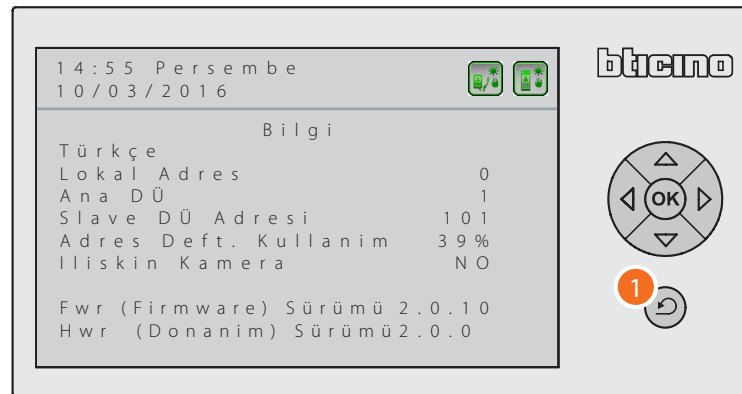 14:55 Persembe
10/03/2016
bticino
Bilgi
Türkçe
Lokal Adres 0
Ana DÜ 1
Slave DÜ Adresi 101
Adres Deft. Kullanim 39%
Iliskin Kamera NO
Fwr (Firmware) Sürümü 2.0.10
Hwr (Donanim) Sürümü2.0.0
OK
1